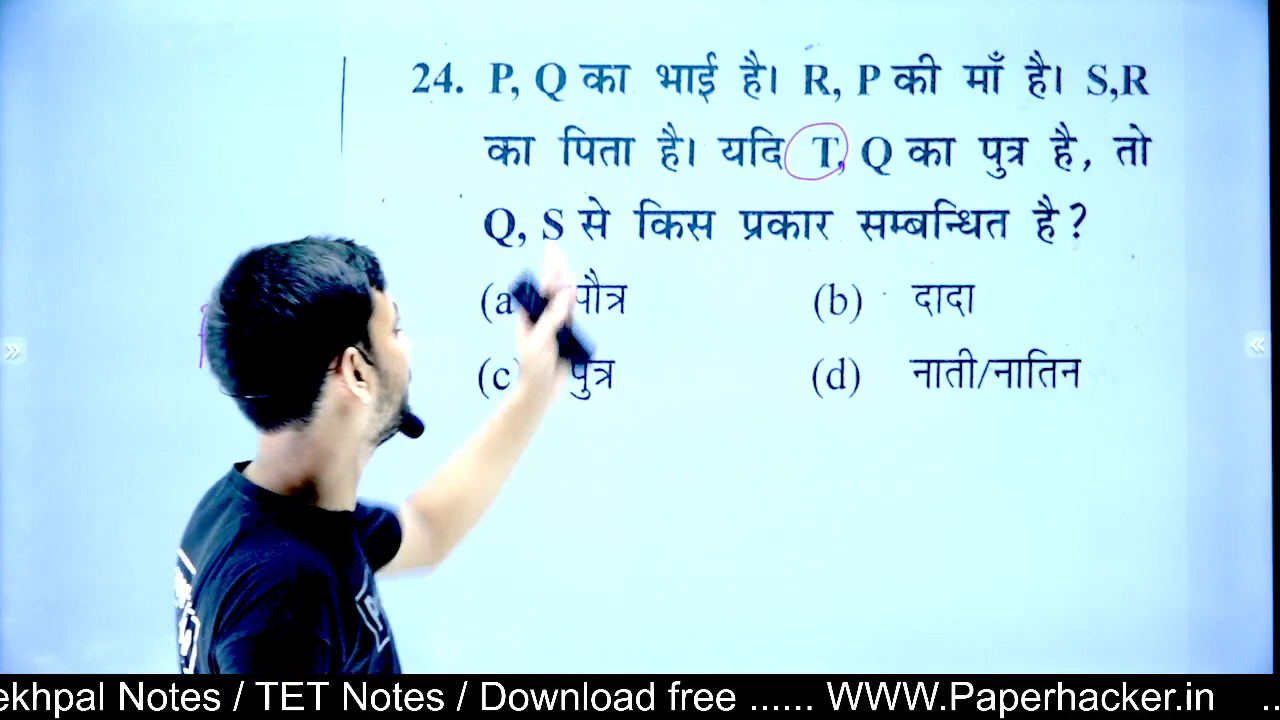 24. P, Q का भाई है। R, P की माँ है। S,R
का पिता है। यदि T, Q का पुत्र है, तो
Q, S से किस प्रकार सम्बन्धित है?
(a पौत्र (b) दादा
(c) पुत्र (d) नाती/नातिन
ekhpal Notes / TET Notes / Download free ...... WWW.Paperhacker.in ..